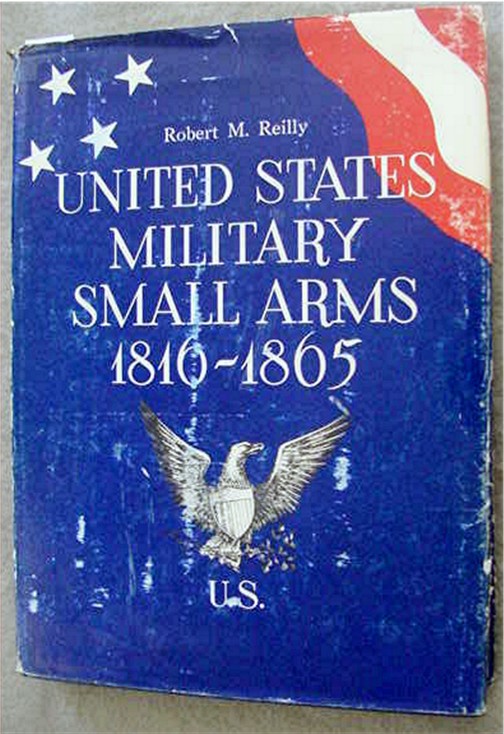 Robert M. Reilly
UNITED STATES
MILITARY
SMALL ARMS
1816-1865
U.S.